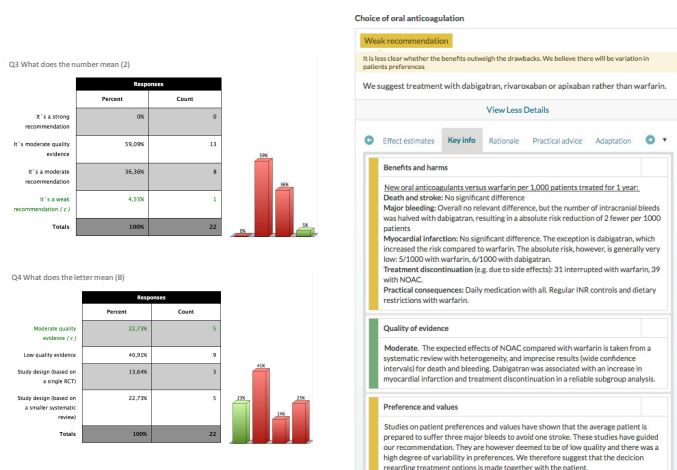 Q3 What does the number mean (2)
Responses
Percent Count
It´s a strong
recommendation
0% 0
It´s moderate quality
evidence
59,09% 13
It´s a moderate
recommendation
36,36% 8
It´s a weak
recommendation ( c )
4,55% 1
Totals 100% 22
0% 59% 36% 5%
Q4 What does the letter mean (B)
Responses
Percent Count
Moderate quality
evidence ( c )
22,73% 5
Low quality evidence 40,91% 9
Study design (based on
a single RCT)
13,64% 3
Study design (based on
a smaller systematic
review)
22,73% 5
Totals 100% 22
23% 41% 14% 23%
Choice of oral anticoagulation
Weak recommendation
It is less clear whether the benefits outweigh the drawbacks. We believe there will be variation in
patients preferences
We suggest treatment with dabigatran, rivaroxaban or apixaban rather than warfarin.
View Less Details
Effect estimates Key info Rationale Practical advice Adaptation
Benefits and harms
New oral anticoagulants versus warfarin per 1,000 patients treated for 1 year:
Death and stroke: No significant difference
Major bleeding: Overall no relevant difference, but the number of intracranial bleeds
was halved with dabigatran, resulting in a absolute risk reduction of 2 fewer per 1000
patients
Myocardial infarction: No significant difference. The exception is dabigatran, which
increased the risk compared to warfarin. The absolute risk, however, is generally very
low: 5/1000 with warfarin, 6/1000 with dabigatran.
Treatment discontinuation (e.g. due to side effects): 31 interrupted with warfarin, 39
with NOAC.
Practical consequences: Daily medication with all. Regular INR controls and dietary
restrictions with warfarin.
Quality of evidence
Moderate. The expected effects of NOAC compared with warfarin is taken from a
systematic review with heterogeneity, and imprecise results (wide confidence
intervals) for death and bleeding. Dabigatran was associated with an increase in
myocardial infarction and treatment discontinuation in a reliable subgroup analysis.
Preference and values
Studies on patient preferences and values have shown that the average patient is
prepared to suffer three major bleeds to avoid one stroke. These studies have guided
our recommendation. They are however deemed to be of low quality and there was a
high degree of variability in preferences. We therefore suggest that the decicion
regarding treatment options is made together with the patient.